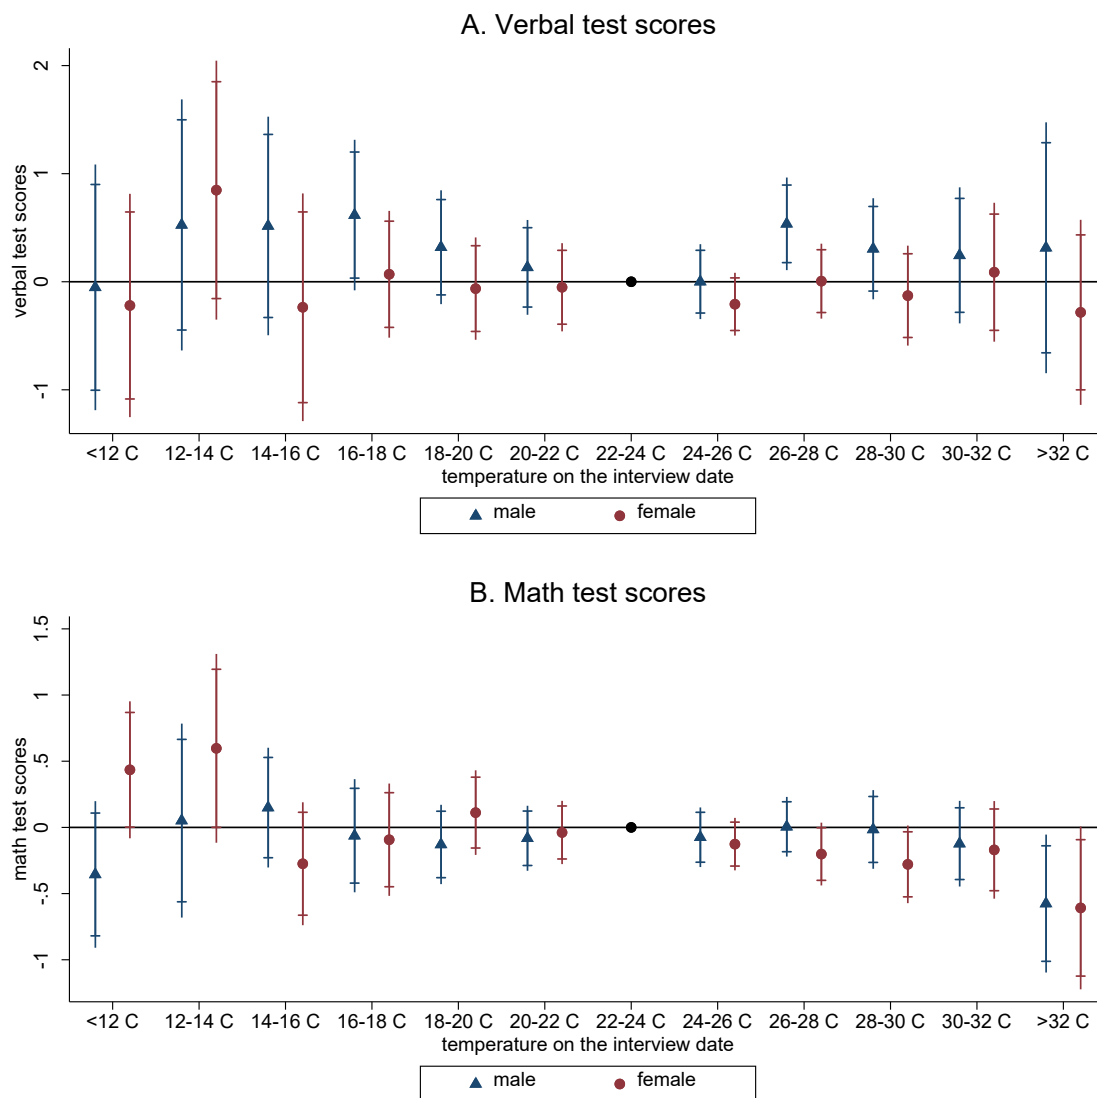 A. Verbal test scores
verbal test scores
2
1
0
-1
<12 C 12-14 C 14-16 C 16-18 C 18-20 C 20-22 C 22-24 C 24-26 C 26-28 C 28-30 C 30-32 C >32 C
temperature on the interview date
male female
B. Math test scores
math test scores
1.5
1
.5
0
-.5
-1
<12 C 12-14 C 14-16 C 16-18 C 18-20 C 20-22 C 22-24 C 24-26 C 26-28 C 28-30 C 30-32 C >32 C
temperature on the interview date
male female